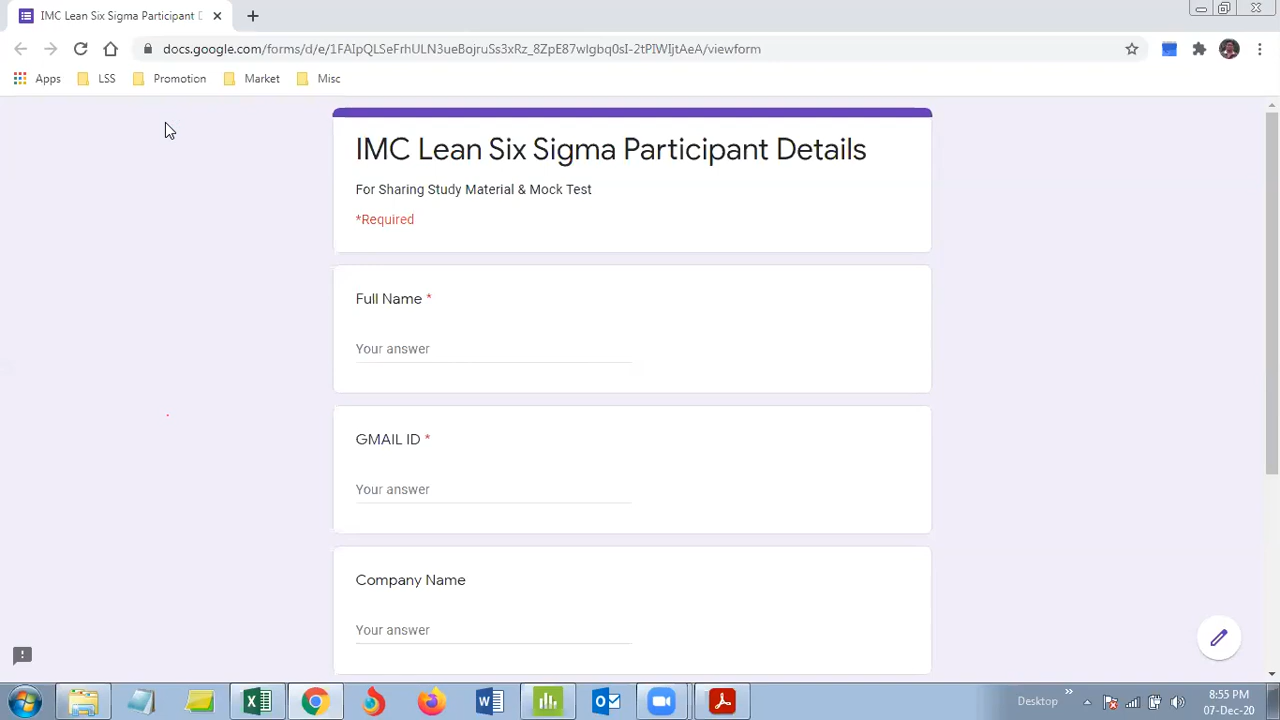 IMC Lean Six Sigma Participant D
docs.google.com/forms/d/e/1FAIpQLSeFrhULN3ueBgruSs3xRz_8ZpE87wIgbq0sI-2tPIWIjtAeA/viewform
Apps LSS Promotion Market Misc
IMC Lean Six Sigma Participant Details
For Sharing Study Material & Mock Test
*Required
Full Name *
Your answer
GMAIL ID *
Your answer
Company Name
Your answer
Desktop
8:55 PM
07-Dec-20